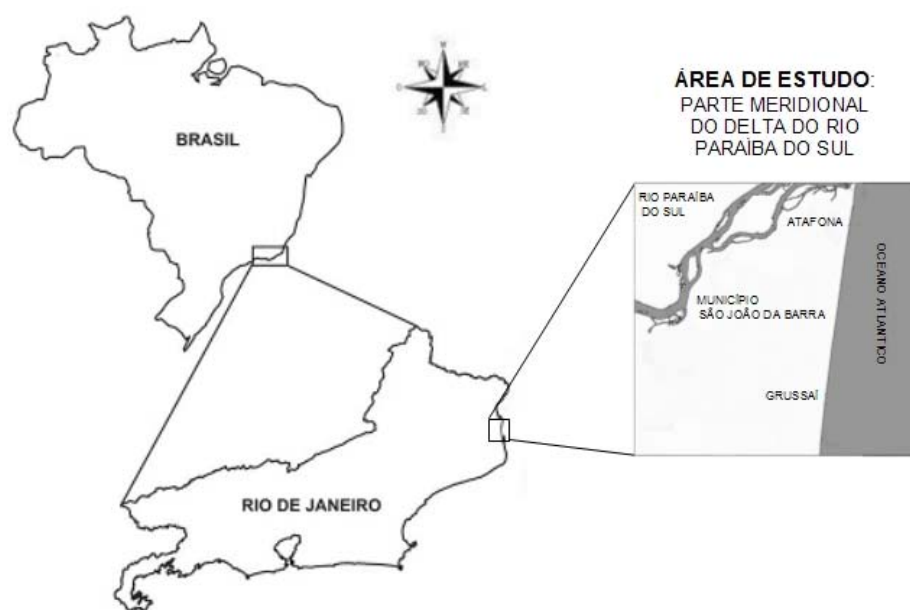 BRASIL
N
ÁREA DE ESTUDO:
PARTE MERIDIONAL
DO DELTA DO RIO
PARAÍBA DO SUL
RIO PARAÍBA
DO SUL
ATAFONA
OCEANO ATLANTICO
MUNICÍPIO
SÃO JOÃO DA BARRA
GRUSSAÍ
RIO DE JANEIRO